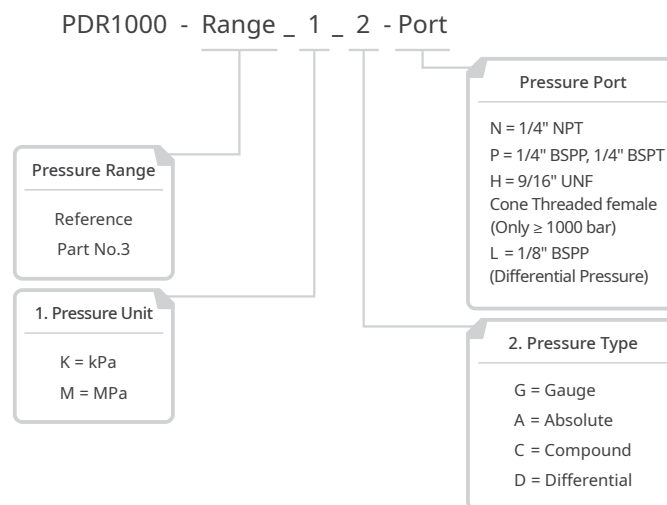 PDR1000 - Range _ 1 _ 2 - Port
Pressure Port
N = 1/4" NPT
P = 1/4" BSPP, 1/4" BSPT
H = 9/16" UNF
Cone Threaded female
(Only ≥ 1000 bar)
L = 1/8" BSPP
(Differential Pressure)
Pressure Range
Reference
Part No.3
1. Pressure Unit
K = kPa
M = MPa
2. Pressure Type
G = Gauge
A = Absolute
C = Compound
D = Differential